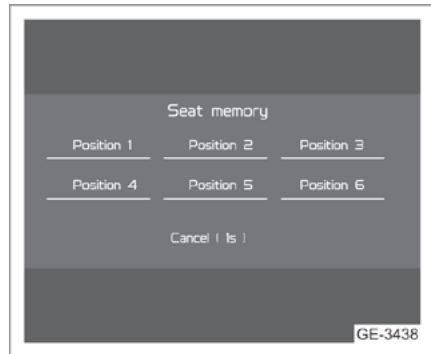 Seat memory
Position 1 Position 2 Position 3
Position 4 Position 5 Position 6
Cancel ( 1s )
GE-3438